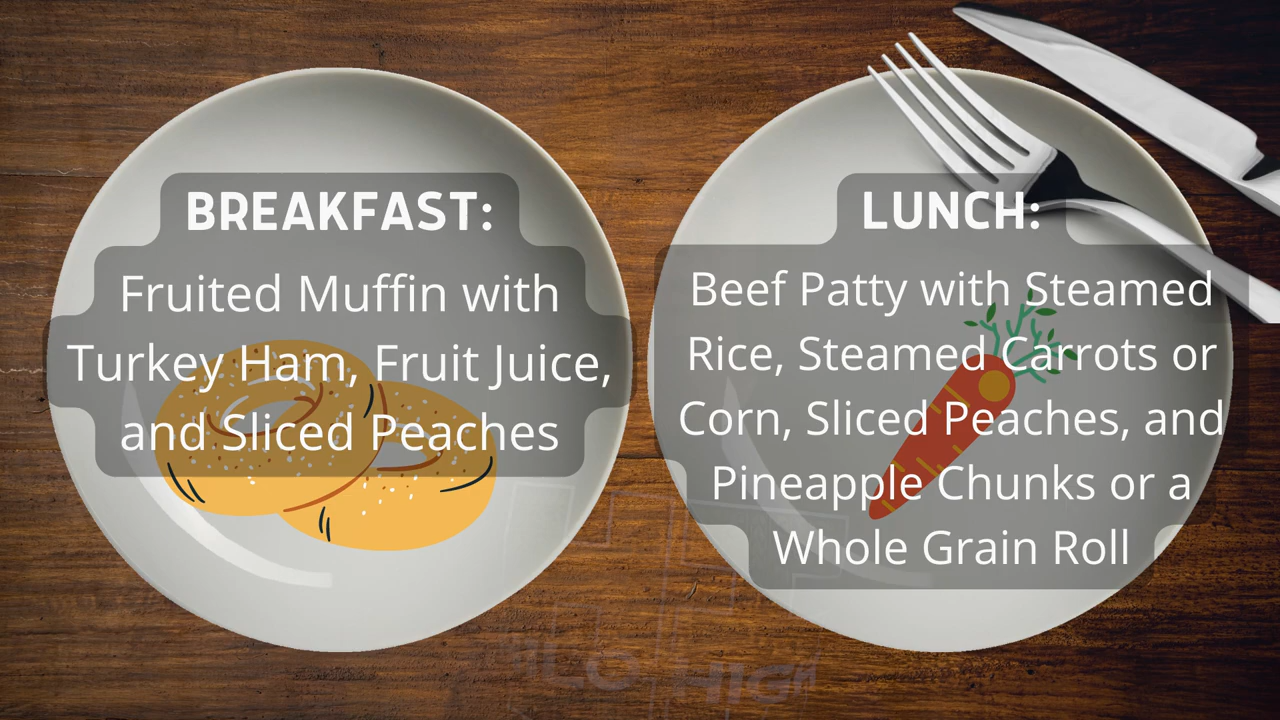 BREAKFAST:
Fruited Muffin with
Turkey Ham, Fruit Juice,
and Sliced Peaches
LUNCH:
Beef Patty with Steamed
Rice, Steamed Carrots or
Corn, Sliced Peaches, and
Pineapple Chunks or a
Whole Grain Roll
HIGH